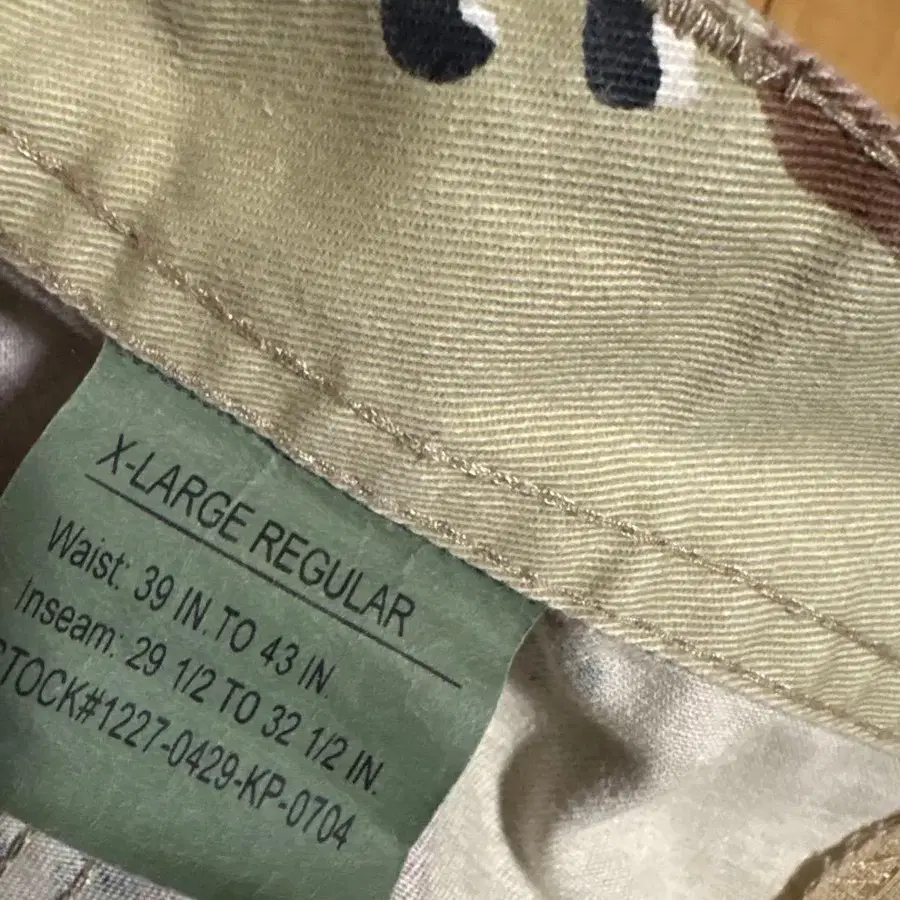 X-LARGE REGULAR
Waist: 39 IN.TO 43 IN.
Inseam: 29 1/2 TO 32 1/2 IN.
STOCK#1227-0429-KP-0704